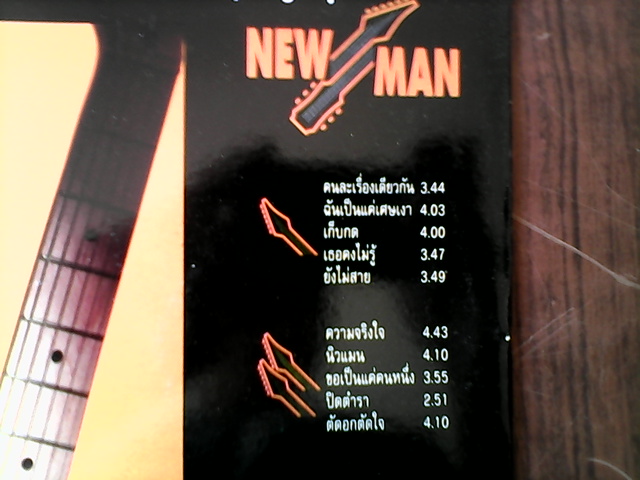 NEW MAN
คนละเรื่องเดียวกัน 3.44
ฉันเป็นแค่เศษเงา 4.03
เก็บกด 4.00
เธอคงไม่รู้ 3.47
ยังไม่สาย 3.49
ความจริงใจ 4.43
นิวแมน 4.10
ขอเป็นแค่คนหนึ่ง 3.55
ปิดตำรา 2.51
ตัดอกตัดใจ 4.10